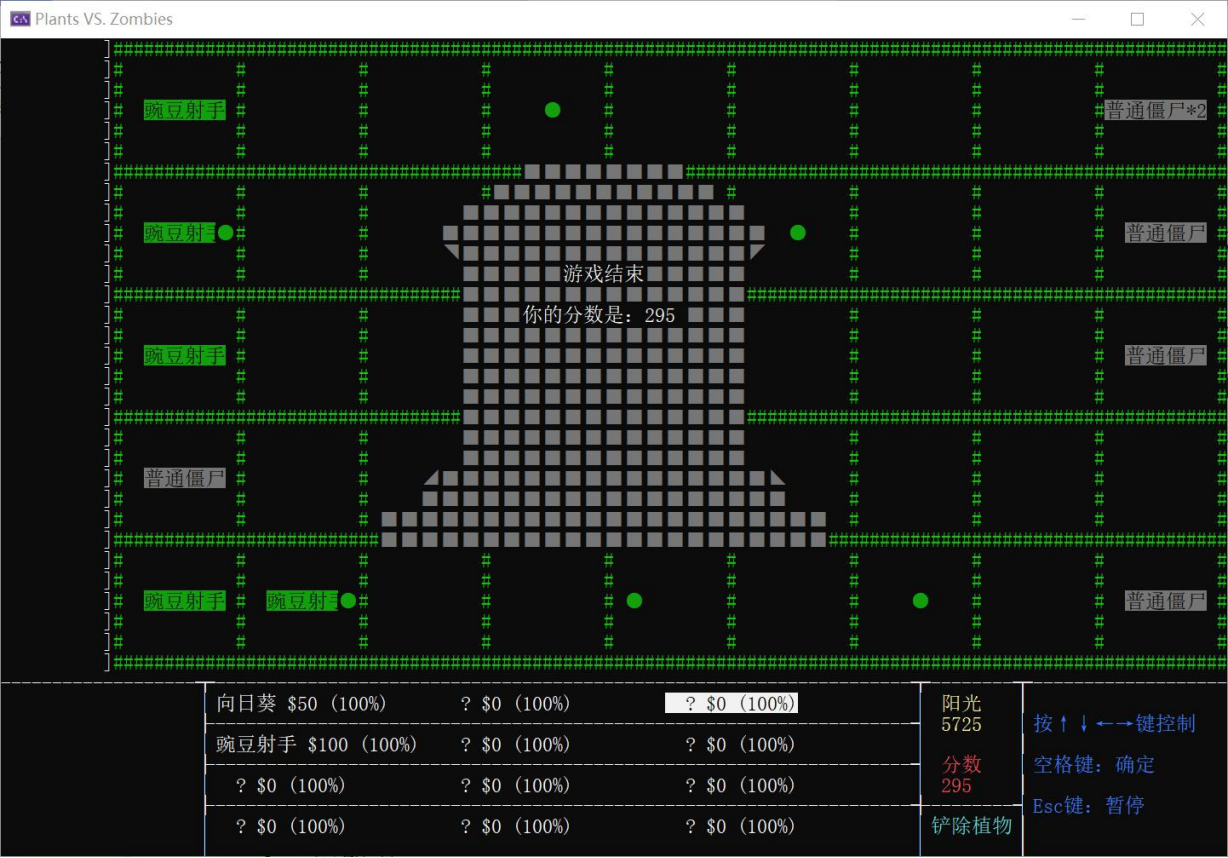 Plants VS. Zombies
豌豆射手
普通僵尸*2
豌豆射
普通僵尸
游戏结束
你的分数是：295
豌豆射手
普通僵尸
普通僵尸
豌豆射手 豌豆射
普通僵尸
向日葵 $50 (100%) ? $0 (100%) ? $0 (100%)
豌豆射手 $100 (100%) ? $0 (100%) ? $0 (100%)
? $0 (100%) ? $0 (100%) ? $0 (100%)
? $0 (100%) ? $0 (100%) ? $0 (100%)
阳光
5725
分数
295
铲除植物
按↑↓←→键控制
空格键：确定
Esc键：暂停